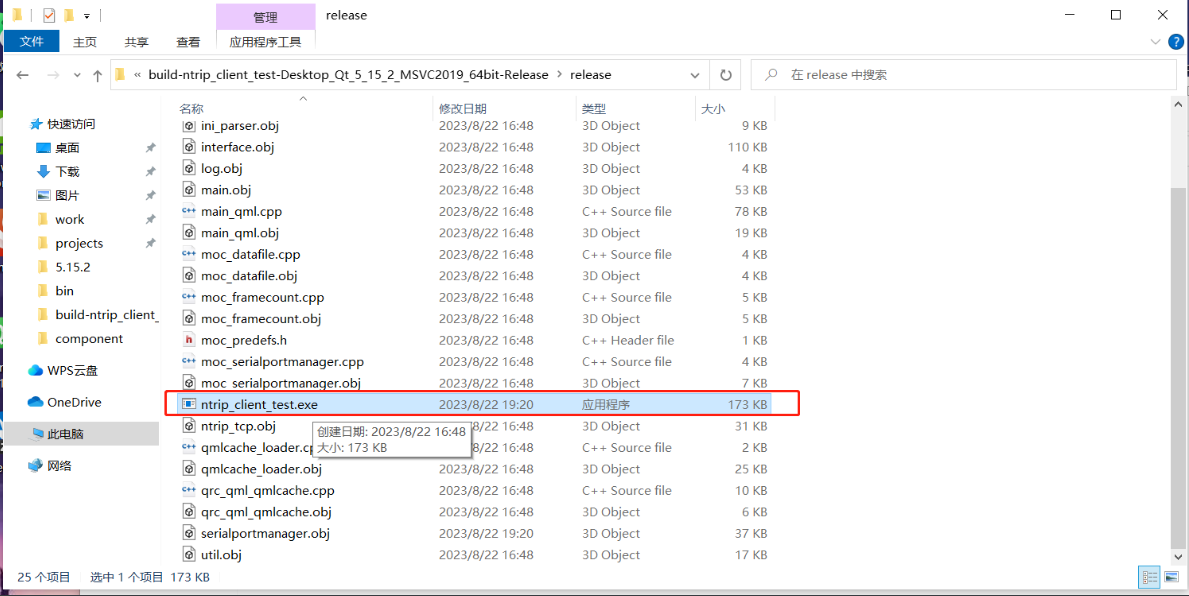 管理
release
文件
主页
共享
查看
应用程序工具
« build-ntrip_client_test-Desktop_Qt_5_15_2_MSVC2019_64bit-Release > release
在 release 中搜索
快速访问
桌面
下载
图片
work
projects
5.15.2
bin
build-ntrip_client_
component
WPS云盘
OneDrive
此电脑
网络
名称 修改日期 类型 大小
ini_parser.obj 2023/8/22 16:48 3D Object 9 KB
interface.obj 2023/8/22 16:48 3D Object 110 KB
log.obj 2023/8/22 16:48 3D Object 4 KB
main.obj 2023/8/22 16:48 3D Object 53 KB
main_qml.cpp 2023/8/22 16:48 C++ Source file 78 KB
main_qml.obj 2023/8/22 16:48 3D Object 19 KB
moc_datafile.cpp 2023/8/22 16:48 C++ Source file 4 KB
moc_datafile.obj 2023/8/22 16:48 3D Object 4 KB
moc_framecount.cpp 2023/8/22 16:48 C++ Source file 5 KB
moc_framecount.obj 2023/8/22 16:48 3D Object 5 KB
moc_predefs.h 2023/8/22 16:48 C++ Header file 1 KB
moc_serialportmanager.cpp 2023/8/22 16:48 C++ Source file 4 KB
moc_serialportmanager.obj 2023/8/22 16:48 3D Object 7 KB
ntrip_client_test.exe 2023/8/22 19:20 应用程序 173 KB
ntrip_tcp.obj 8/22 16:48 3D Object 31 KB
创建日期: 2023/8/22 16:48
大小: 173 KB
qmlcache_loader.cp 8/22 16:48 C++ Source file 2 KB
qmlcache_loader.obj 2023/8/22 16:48 3D Object 25 KB
qrc_qml_qmlcache.cpp 2023/8/22 16:48 C++ Source file 10 KB
qrc_qml_qmlcache.obj 2023/8/22 16:48 3D Object 6 KB
serialportmanager.obj 2023/8/22 19:20 3D Object 37 KB
util.obj 2023/8/22 16:48 3D Object 17 KB
25 个项目 选中 1 个项目 173 KB